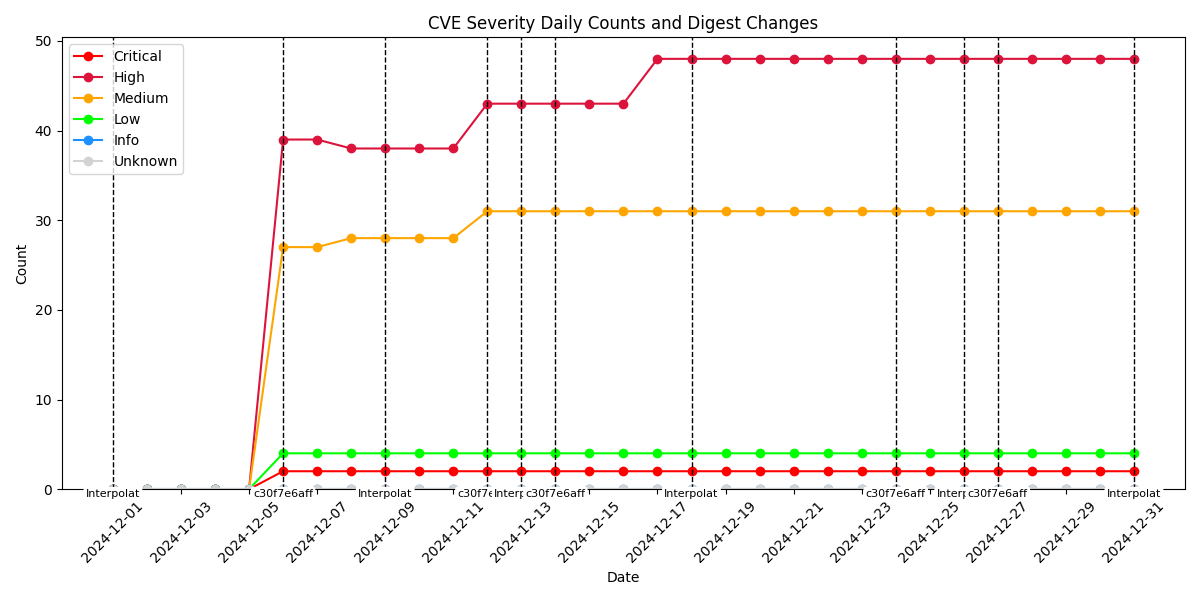 CVE Severity Daily Counts and Digest Changes
Critical
High
Medium
Low
Info
Unknown
50
40
30
20
10
0
Count
Interpolat
c30f7e6aff
Interpolat
c30f7e
Interp
c30f7e6aff
Interpolat
c30f7e6aff
Interp
c30f7e6aff
Interpolat
2024-12-01
2024-12-03
2024-12-05
2024-12-07
2024-12-09
2024-12-11
2024-12-13
2024-12-15
2024-12-17
2024-12-19
2024-12-21
2024-12-23
2024-12-25
2024-12-27
2024-12-29
2024-12-31
Date